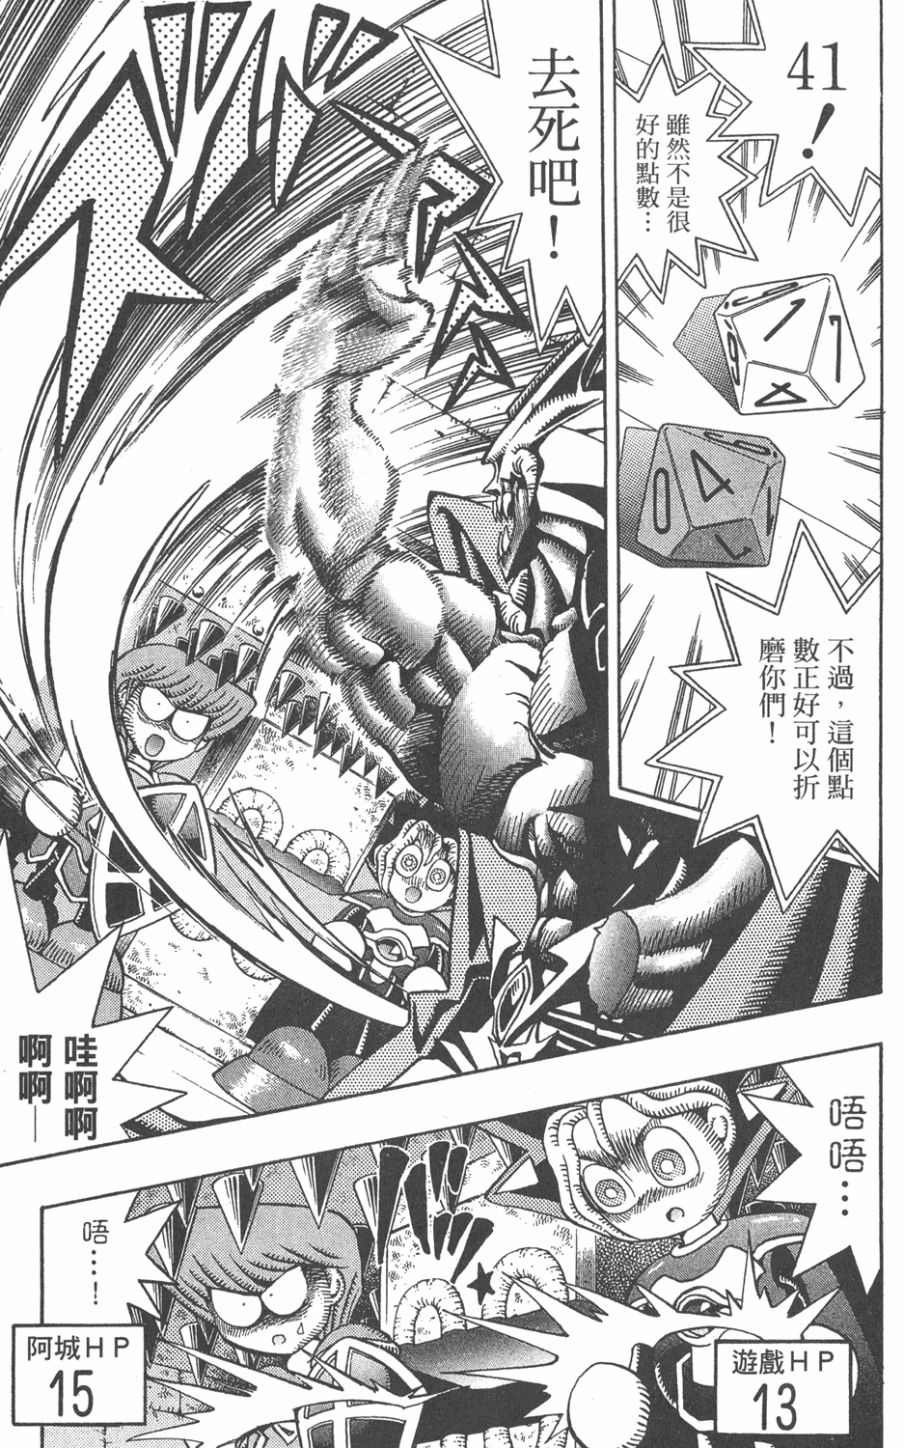 41！
雖然不是很
好的點數…
不過，這個點
數正好可以折
磨你們！
去死吧！
哇啊啊
啊啊——
唔唔…
唔…！
遊戲HP
13
阿城HP
15